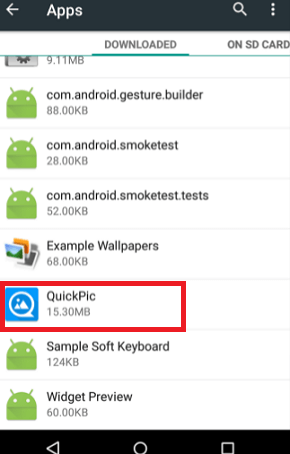 Apps
DOWNLOADED
ON SD CARD
9.11MB
com.android.gesture.builder
88.00KB
com.android.smoketest
28.00KB
com.android.smoketest.tests
52.00KB
Example Wallpapers
68.00KB
QuickPic
15.30MB
Sample Soft Keyboard
124KB
Widget Preview
60.00KB